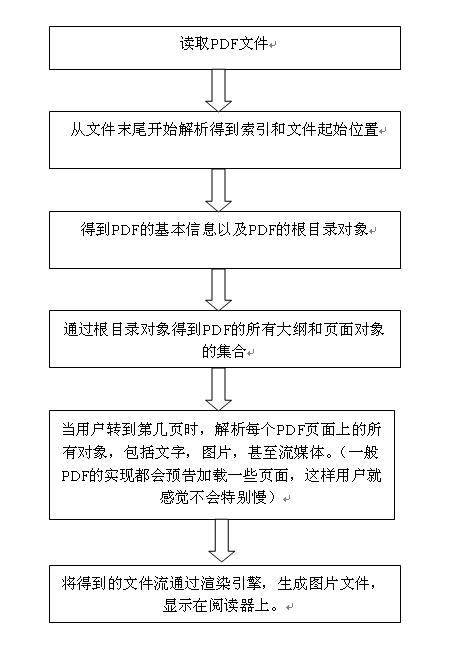 读取PDF文件
从文件末尾开始解析得到索引和文件起始位置
得到PDF的基本信息以及PDF的根目录对象
通过根目录对象得到PDF的所有大纲和页面对象
的集合
当用户转到第几页时，解析每个PDF页面上的所
有对象，包括文字，图片，甚至流媒体。（一般
PDF的实现都会预告加载一些页面，这样用户就
感觉不会特别慢）
将得到的文件流通过渲染引擎，生成图片文件，
显示在阅读器上。